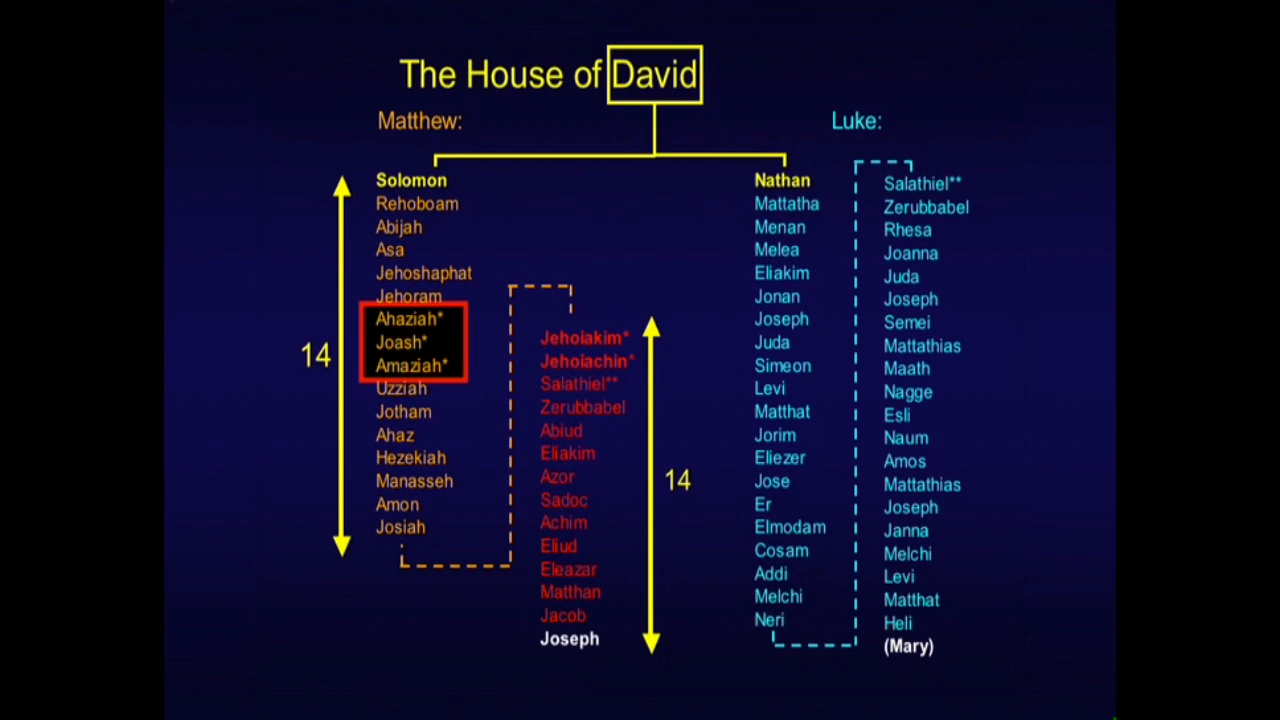 The House of David
Matthew:
Luke:
14
Solomon
Rehoboam
Abijah
Asa
Jehoshaphat
Jehoram
Ahaziah*
Joash*
Amaziah*
Uzziah
Jotham
Ahaz
Hezekiah
Manasseh
Amon
Josiah
Jehoiakim*
Jehoiachin*
Salathiel**
Zerubbabel
Abiud
Eliakim
Azor
Sadoc
Achim
Eliud
Eleazar
Matthan
Jacob
Joseph
14
Nathan
Mattatha
Menan
Melea
Eliakim
Jonan
Joseph
Juda
Simeon
Levi
Matthat
Jorim
Eliezer
Jose
Er
Elmodam
Cosam
Addi
Melchi
Neri
Salathiel**
Zerubbabel
Rhesa
Joanna
Juda
Joseph
Semei
Mattathias
Maath
Nagge
Esli
Naum
Amos
Mattathias
Joseph
Janna
Melchi
Levi
Matthat
Heli
(Mary)